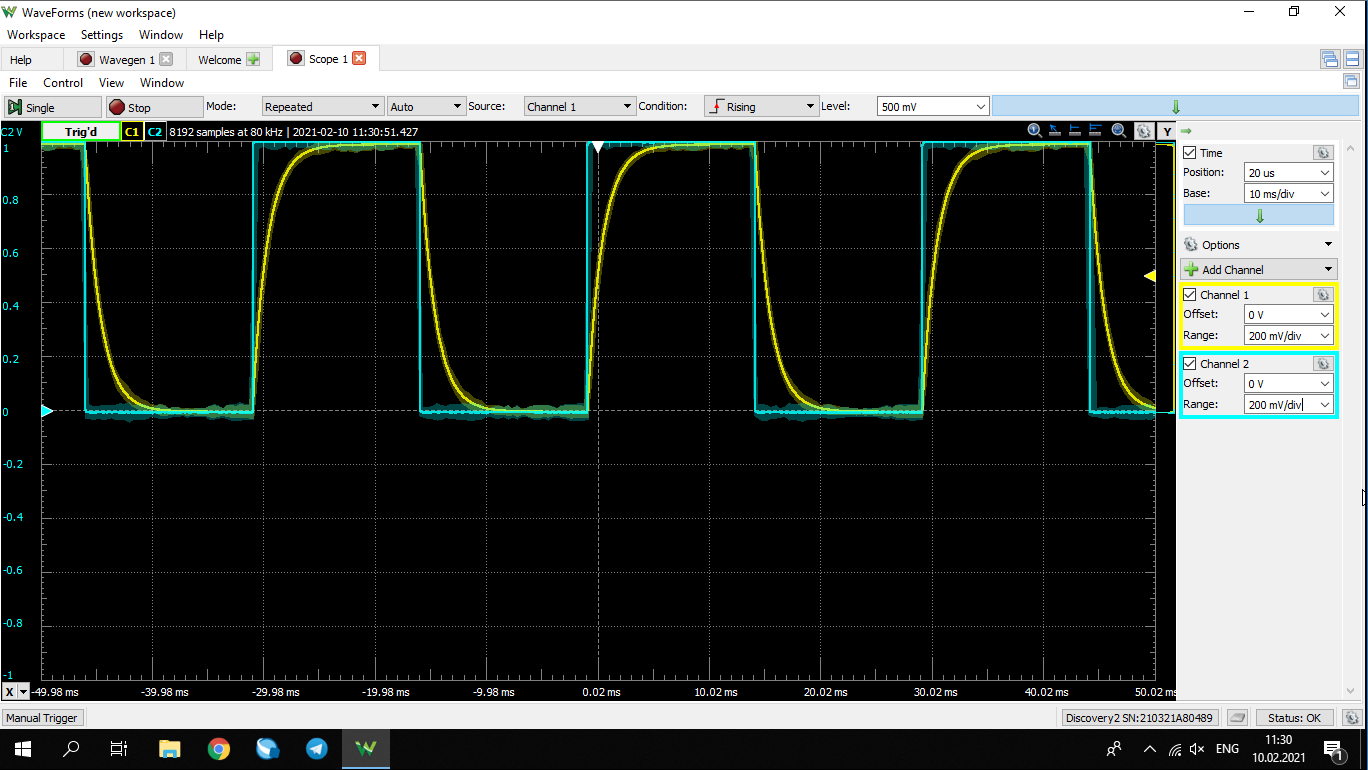 WaveForms (new workspace)
Workspace Settings Window Help
Help Wavegen 1 Welcome Scope 1
File Control View Window
Single Stop Mode: Repeated Auto Source: Channel 1 Condition: Rising Level: 500 mV
C2 V Trig'd C1 C2 8192 samples at 80 kHz | 2021-02-10 11:30:51.427 Y
1
0.8
0.6
0.4
0.2
0
-0.2
-0.4
-0.6
-0.8
-1
X -49.98 ms -39.98 ms -29.98 ms -19.98 ms -9.98 ms 0.02 ms 10.02 ms 20.02 ms 30.02 ms 40.02 ms 50.02 ms
Time
Position: 20 us
Base: 10 ms/div
Options
Add Channel
Channel 1
Offset: 0 V
Range: 200 mV/div
Channel 2
Offset: 0 V
Range: 200 mV/div
Manual Trigger Discovery2 SN:210321A80489 Status: OK
ENG 11:30
10.02.2021
1